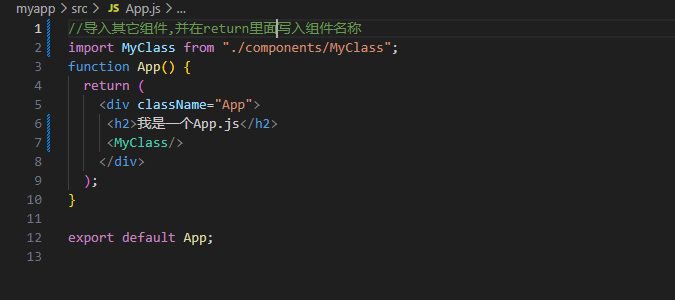 myapp > src > JS App.js > ...
1 //导入其它组件,并在return里面写入组件名称
2 import MyClass from "./components/MyClass";
3 function App() {
4 return (
5 <div className="App">
6 <h2>我是一个App.js</h2>
7 <MyClass/>
8 </div>
9 );
10 }
11
12 export default App;
13